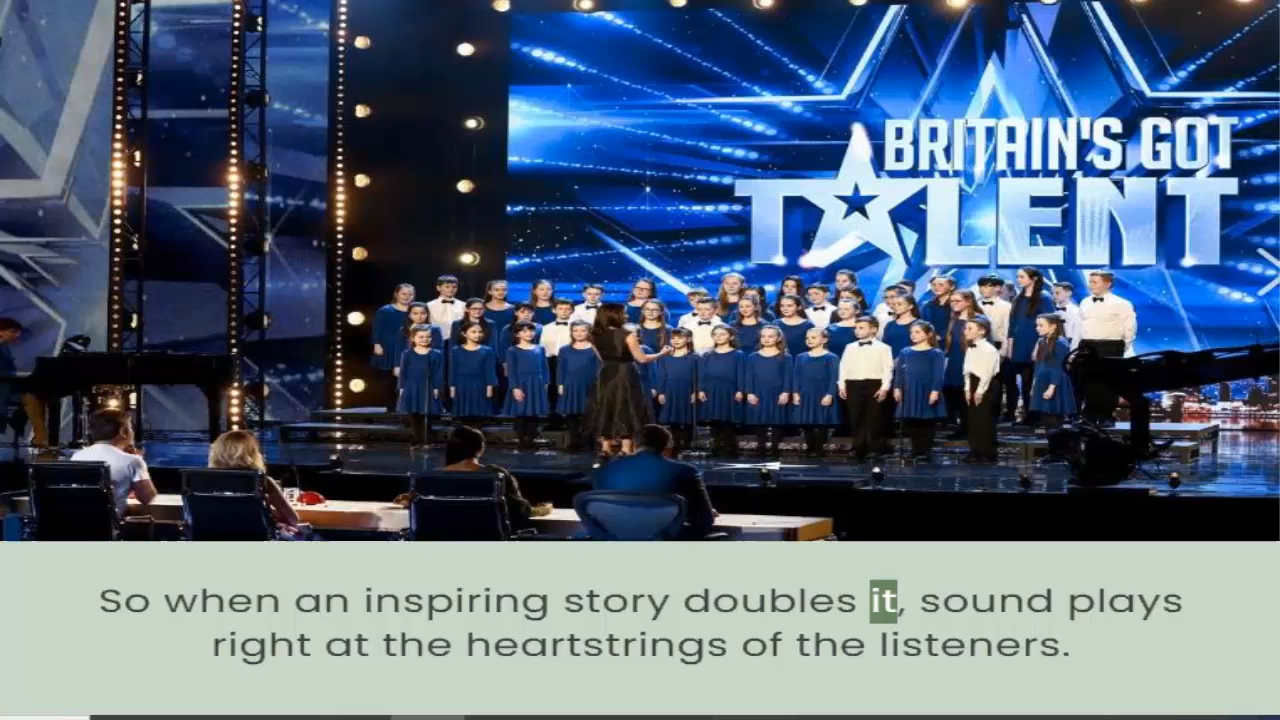 BRITAIN'S GOT
TALENT
So when an inspiring story doubles it, sound plays
right at the heartstrings of the listeners.